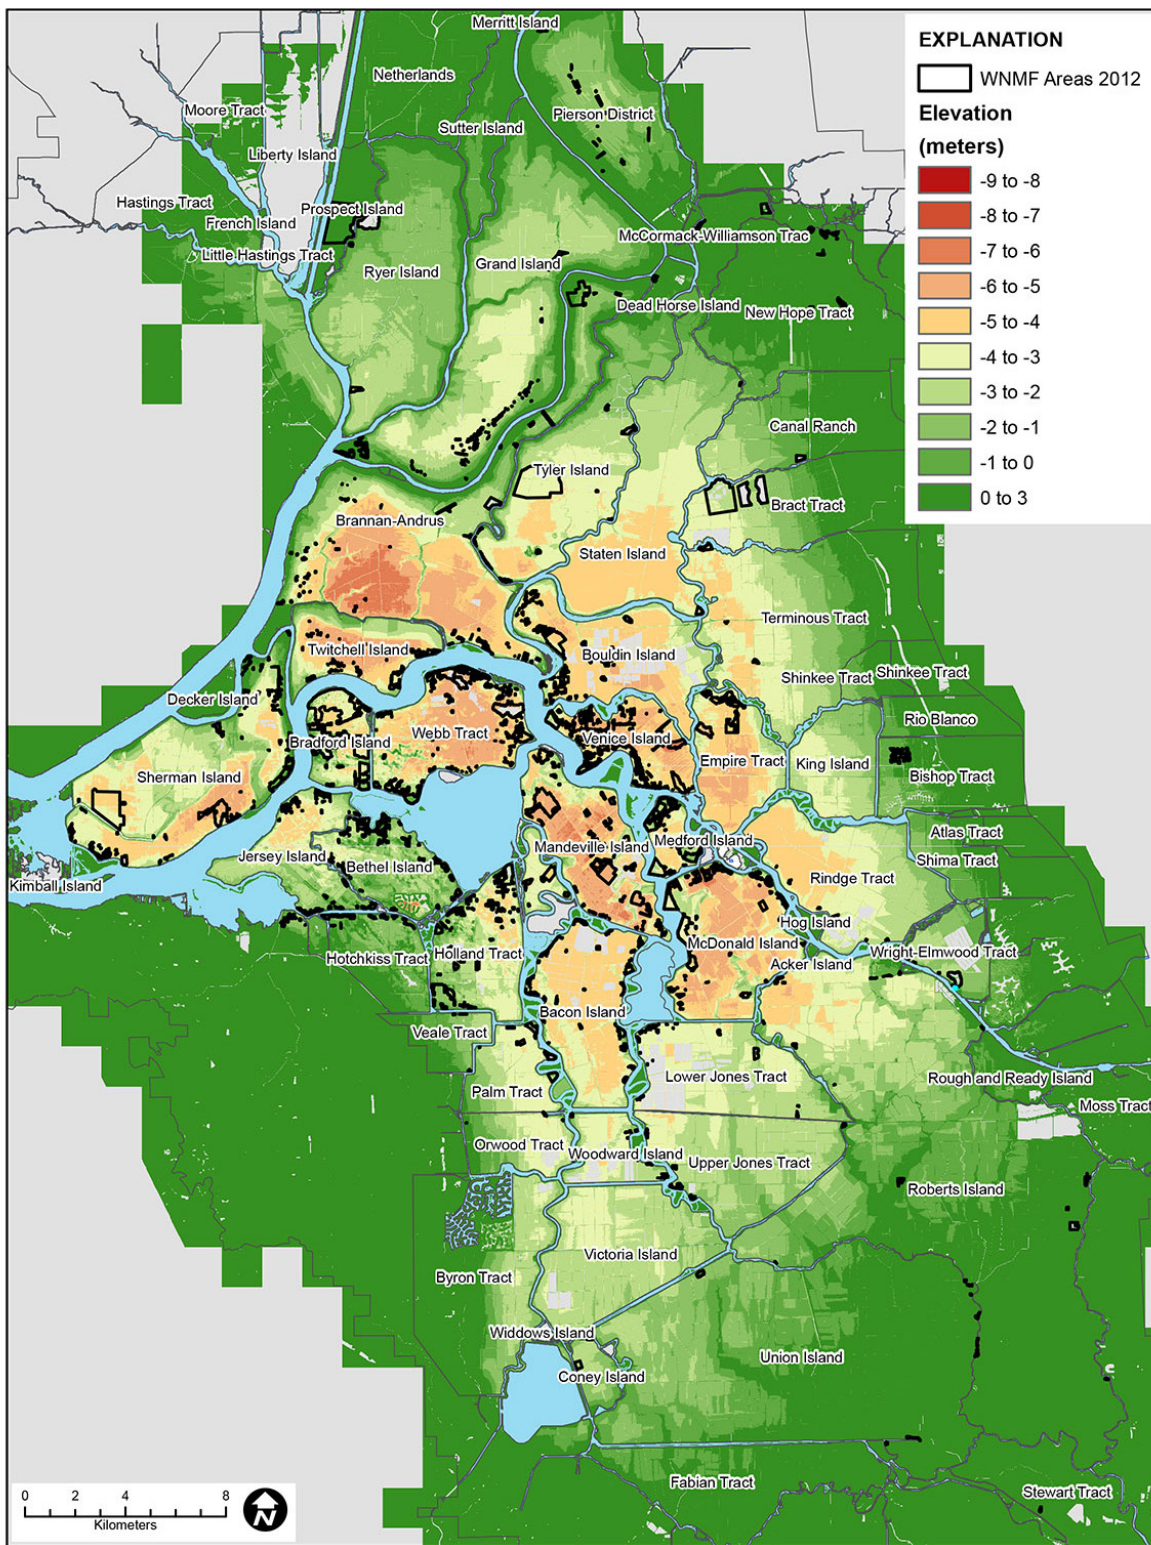 Merritt Island
EXPLANATION
WNMF Areas 2012
Elevation
(meters)
-9 to -8
-8 to -7
-7 to -6
-6 to -5
-5 to -4
-4 to -3
-3 to -2
-2 to -1
-1 to 0
0 to 3
Netherlands
Moore Tract
Pierson District
Sutter Island
Liberty Island
Hastings Tract
Prospect Island
French Island
McCormack-Williamson Trac
Little Hastings Tract
Grand Island
Ryer Island
Dead Horse Island
New Hope Tract
Canal Ranch
Tyler Island
Bract Tract
Brannan-Andrus
Staten Island
Terminous Tract
Twitchell Island
Bouldin Island
Shinkee Tract
Shinkee Tract
Decker Island
Rio Blanco
Webb Tract
Bradford Island
Venice Island
Empire Tract
King Island
Sherman Island
Bishop Tract
Atlas Tract
Medford Island
Mandeville Island
Jersey Island
Shima Tract
Bethel Island
Rindge Tract
Kimball Island
Hog Island
McDonald Island
Holland Tract
Wright-Elmwood Tract
Hotchkiss Tract
Acker Island
Bacon Island
Veale Tract
Lower Jones Tract
Rough and Ready Island
Palm Tract
Moss Tract
Orwood Tract
Woodward Island
Upper Jones Tract
Roberts Island
Victoria Island
Byron Tract
Widdows Island
Union Island
Coney Island
Fabian Tract
Stewart Tract
0 2 4 8
Kilometers
N